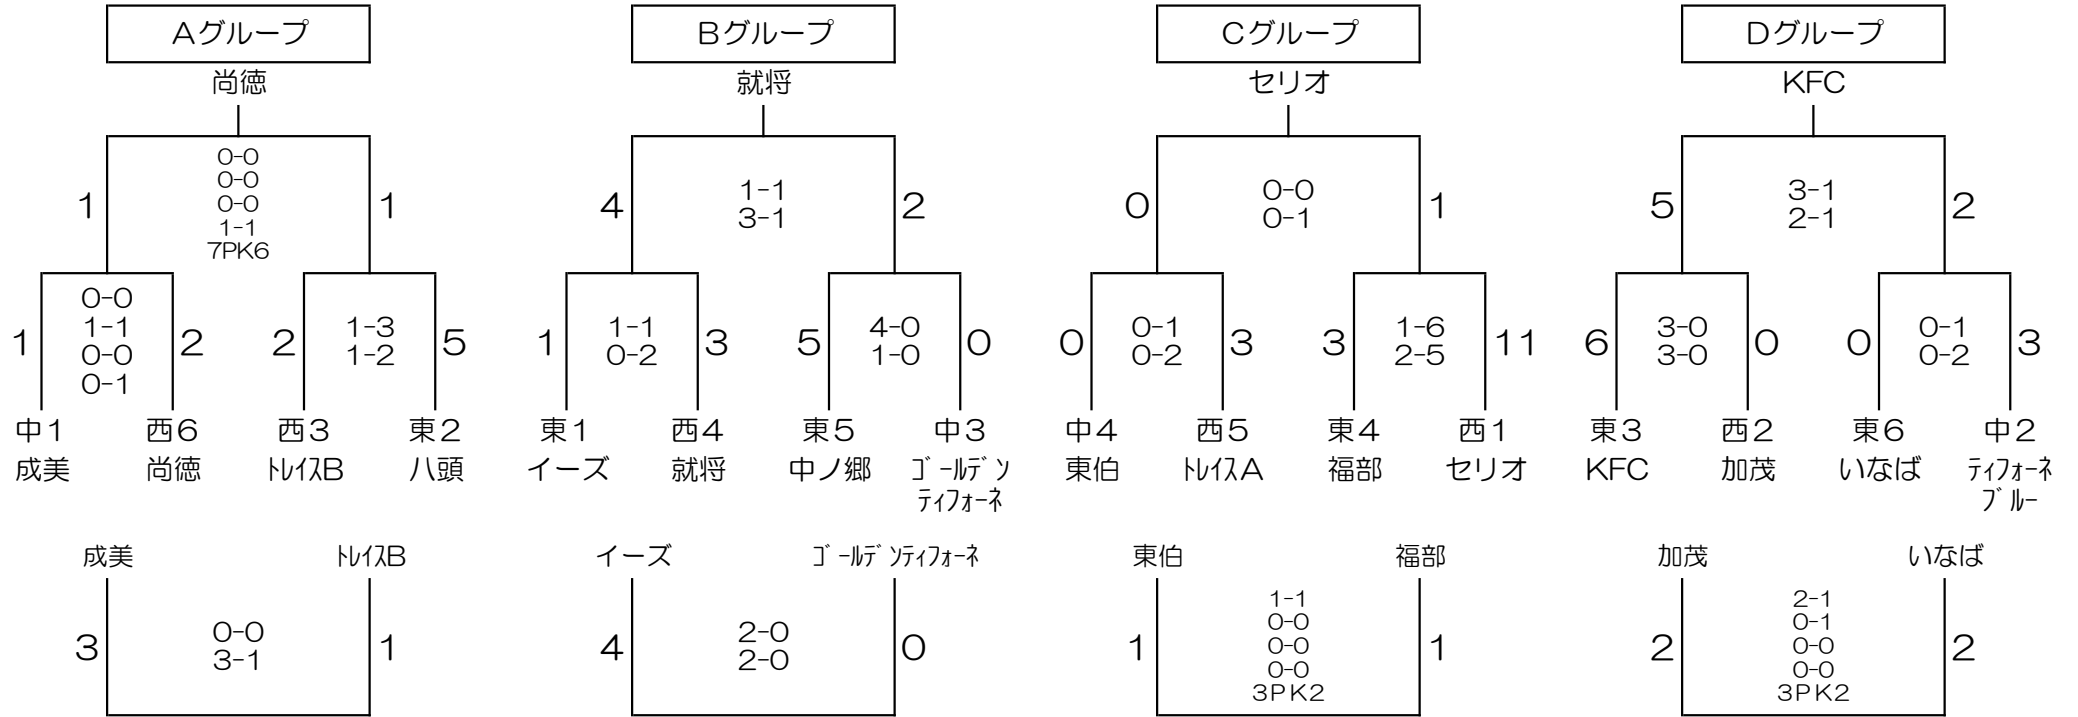 Aグループ
Bグループ
Cグループ
Dグループ
尚徳
就将
セリオ
KFC
0-0
0-0
0-0
1-1
7PK6
1
1
1-1
3-1
4
2
0-0
0-1
0
1
3-1
2-1
5
2
0-0
1-1
0-0
0-1
1
2
1-3
1-2
2
5
1-1
0-2
1
3
4-0
1-0
5
0
0-1
0-2
0
3
1-6
2-5
3
11
3-0
3-0
6
0
0-1
0-2
0
3
中1
西6
西3
東2
東1
西4
東5
中3
中4
西5
東4
西1
東3
西2
東6
中2
成美
尚徳
ﾄﾚｲｽB
八頭
イーズ
就将
中ノ郷
ｺﾞｰﾙﾃﾞﾝ
ﾃｨﾌｫｰﾈ
東伯
ﾄﾚｲｽA
福部
セリオ
KFC
加茂
いなば
ﾃｨﾌｫｰﾈ
ﾌﾞﾙｰ
成美
ﾄﾚｲｽB
イーズ
ｺﾞｰﾙﾃﾞﾝﾃｨﾌｫｰﾈ
東伯
福部
加茂
いなば
0-0
3-1
3
1
2-0
2-0
4
0
1-1
0-0
0-0
0-0
3PK2
1
1
2-1
0-1
0-0
0-0
3PK2
2
2